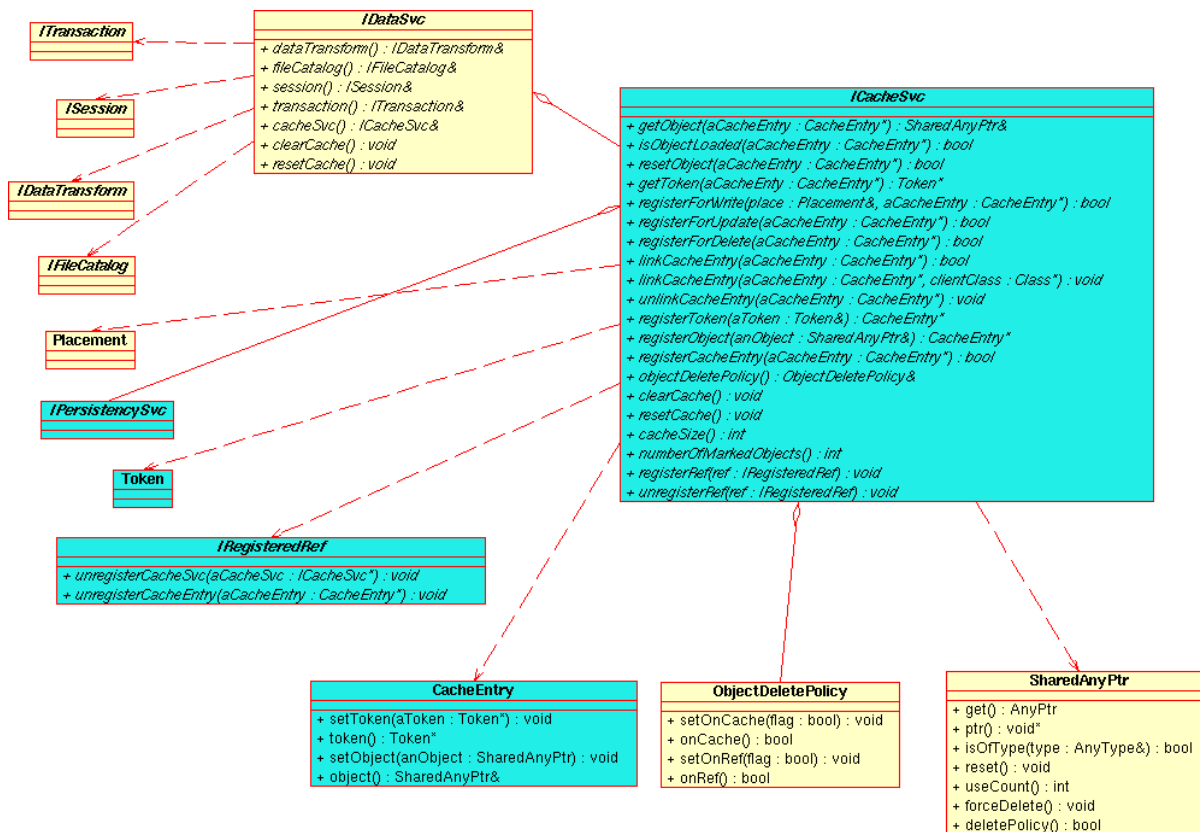 ITransaction
ISession
IDataTransform
IFileCatalog
Placement
IPersistencySvc
Token
IDataSvc
+ dataTransform() : IDataTransform&
+ fileCatalog() : IFileCatalog&
+ session() : ISession&
+ transaction() : ITransaction&
+ cacheSvc() : ICacheSvc&
+ clearCache() : void
+ resetCache() : void
ICacheSvc
+ getObject(aCacheEntry : CacheEntry*) : SharedAnyPtr&
+ isObjectLoaded(aCacheEntry : CacheEntry*) : bool
+ resetObject(aCacheEntry : CacheEntry*) : bool
+ getToken(aCacheEnty : CacheEntry*) : Token*
+ registerForWrite(place : Placement&, aCacheEntry : CacheEntry*) : bool
+ registerForUpdate(aCacheEntry : CacheEntry*) : bool
+ registerForDelete(aCacheEntry : CacheEntry*) : bool
+ linkCacheEntry(aCacheEntry : CacheEntry*) : bool
+ linkCacheEntry(aCacheEntry : CacheEntry*, clientClass : Class*) : void
+ unlinkCacheEntry(aCacheEntry : CacheEntry*) : void
+ registerToken(aToken : Token&) : CacheEntry*
+ registerObject(anObject : SharedAnyPtr&) : CacheEntry*
+ registerCacheEntry(aCacheEntry : CacheEntry*) : bool
+ objectDeletePolicy() : ObjectDeletePolicy&
+ clearCache() : void
+ resetCache() : void
+ cacheSize() : int
+ numberOfMarkedObjects() : int
+ registerRef(ref : IRegisteredRef) : void
+ unregisterRef(ref : IRegisteredRef) : void
IRegisteredRef
+ unregisterCacheSvc(aCacheSvc : ICacheSvc*) : void
+ unregisterCacheEntry(aCacheEntry : CacheEntry*) : void
CacheEntry
+ setToken(aToken : Token*) : void
+ token() : Token*
+ setObject(anObject : SharedAnyPtr) : void
+ object() : SharedAnyPtr&
ObjectDeletePolicy
+ setOnCache(flag : bool) : void
+ onCache() : bool
+ setOnRef(flag : bool) : void
+ onRef() : bool
SharedAnyPtr
+ get() : AnyPtr
+ ptr() : void*
+ isOfType(type : AnyType&) : bool
+ reset() : void
+ useCount() : int
+ forceDelete() : void
+ deletePolicy() : bool